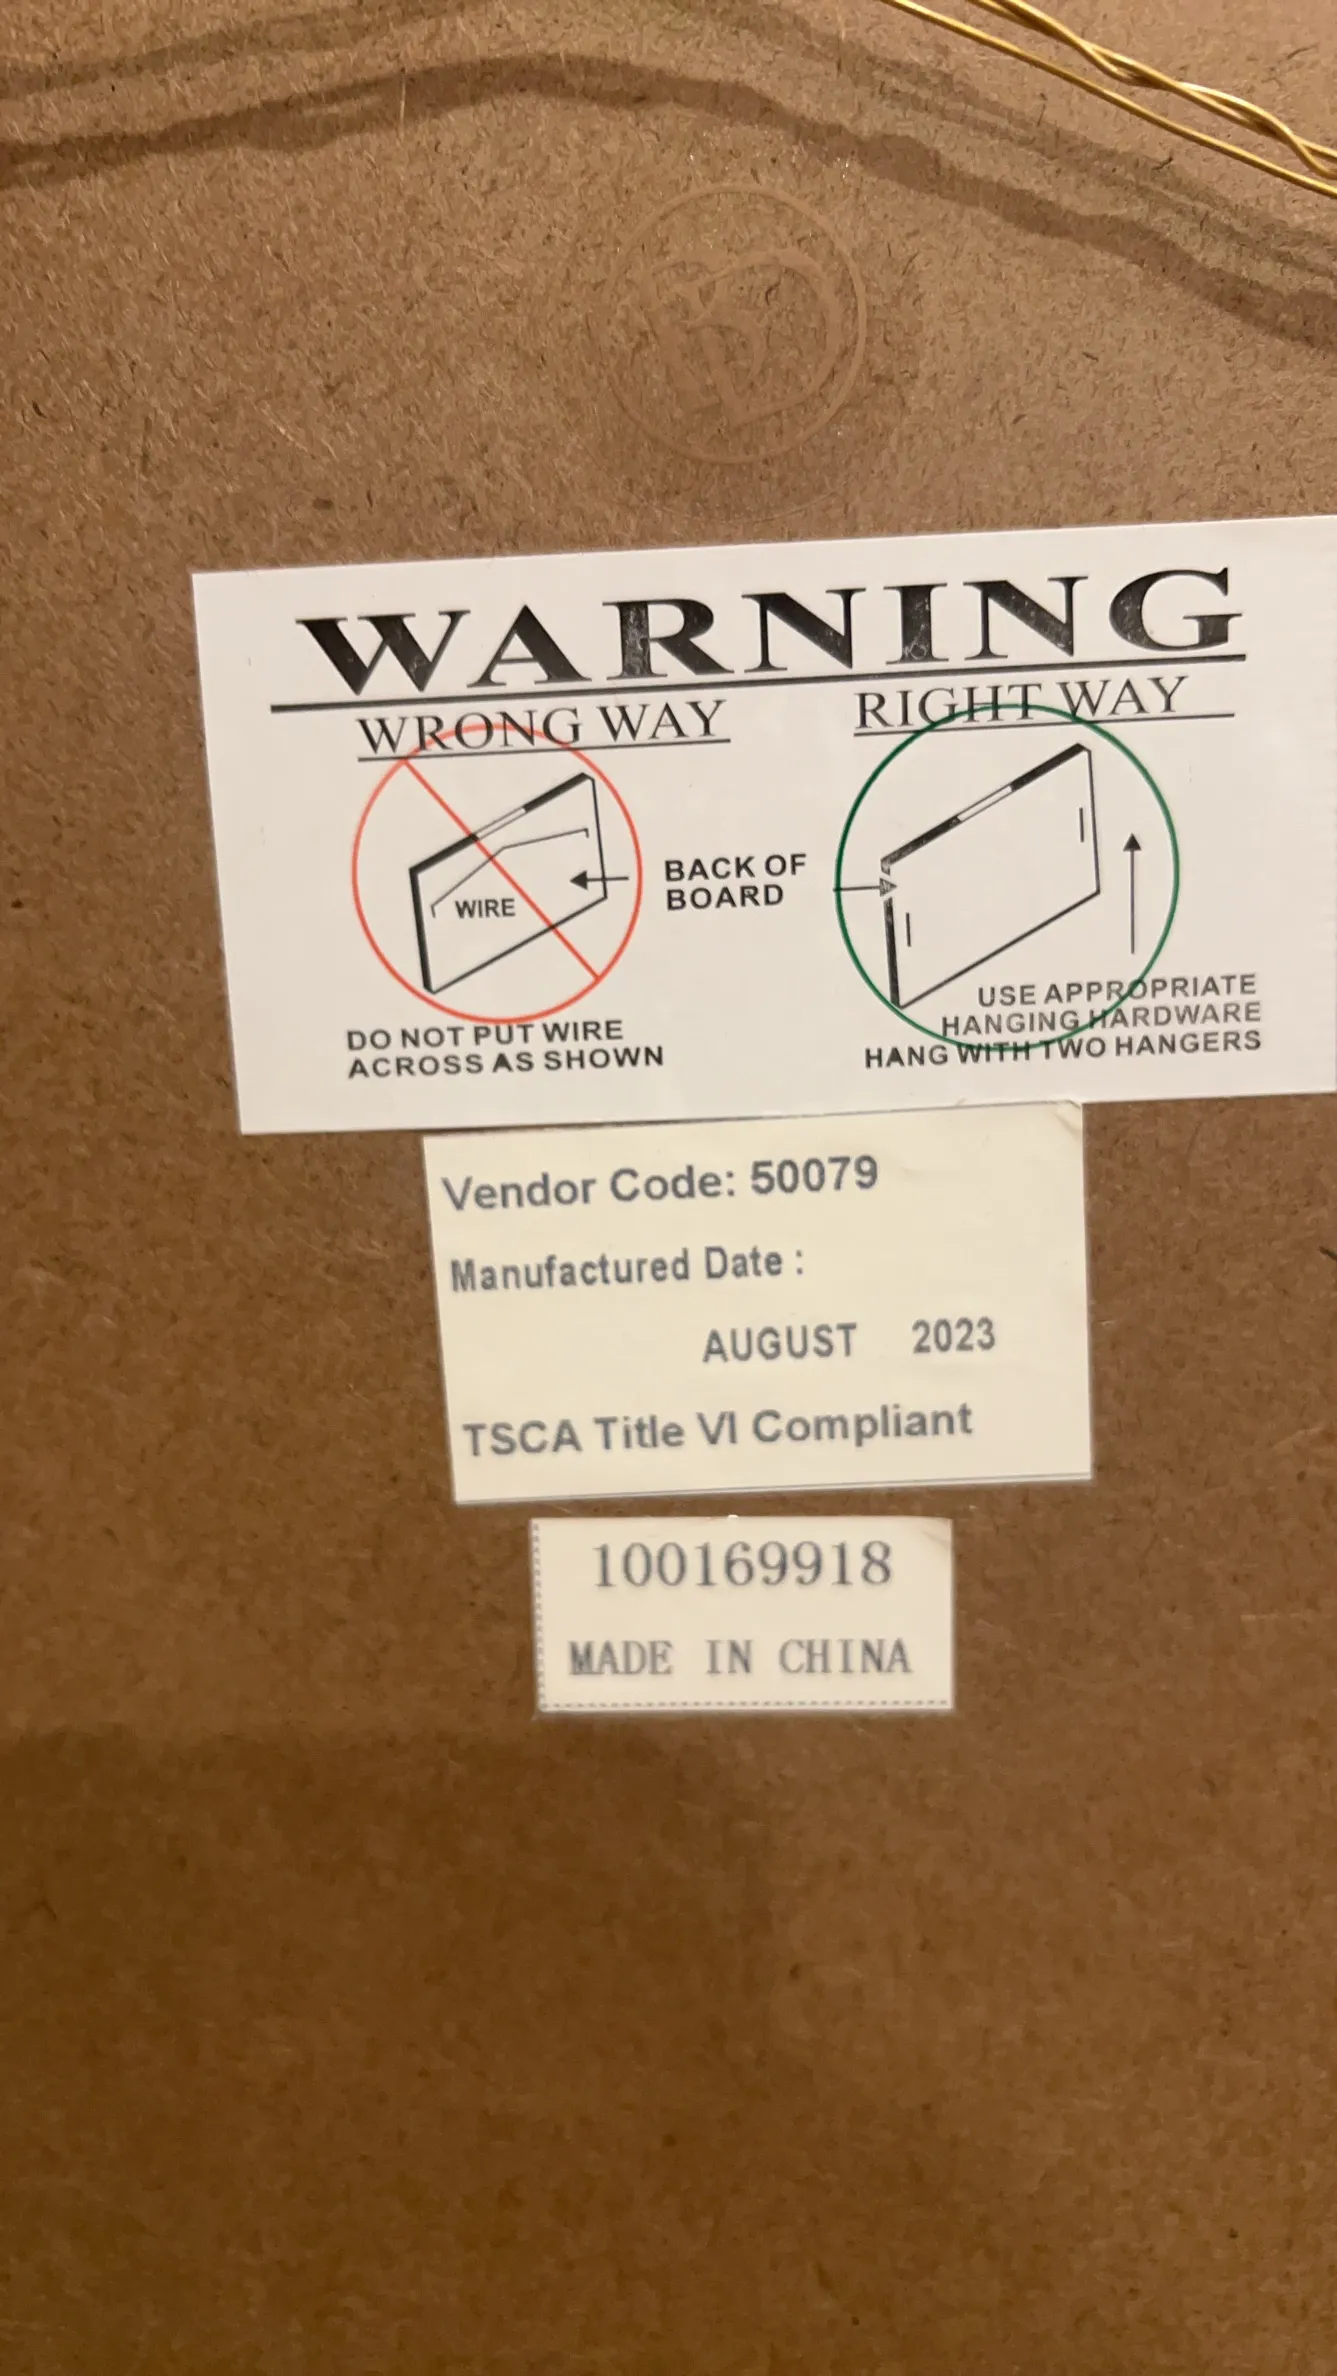 WARNING
WRONG WAY
RIGHT WAY
WIRE
BACK OF
BOARD
DO NOT PUT WIRE
ACROSS AS SHOWN
USE APPROPRIATE
HANGING HARDWARE
HANG WITH TWO HANGERS
Vendor Code: 50079
Manufactured Date :
AUGUST 2023
TSCA Title VI Compliant
100169918
MADE IN CHINA